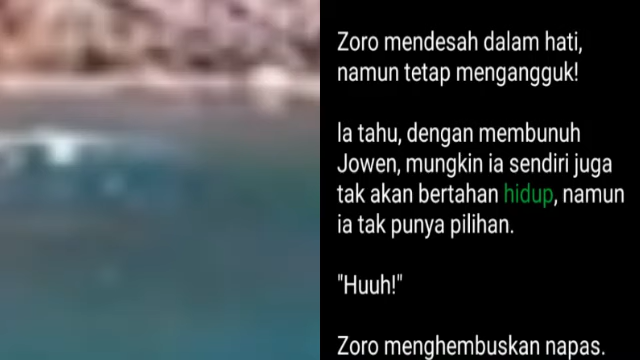 Zoro mendesah dalam hati,
namun tetap mengangguk!
Ia tahu, dengan membunuh
Jowen, mungkin ia sendiri juga
tak akan bertahan hidup, namun
ia tak punya pilihan.
"Huuh!"
Zoro menghembuskan napas.